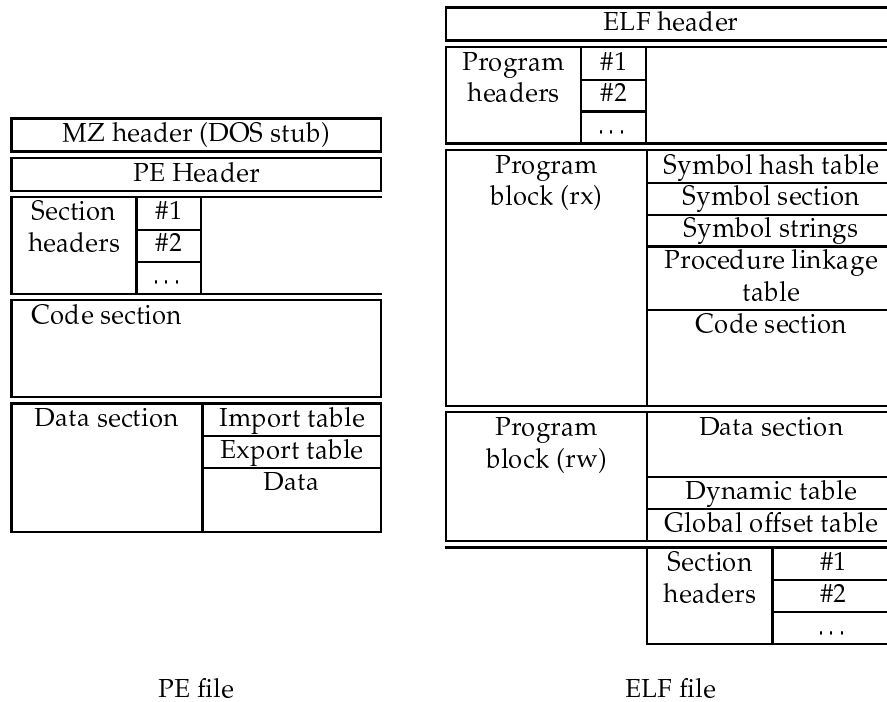 MZ header (DOS stub)
PE Header
Section
headers
#1
#2
...
Code section
Data section
Import table
Export table
Data
PE file
ELF header
Program
headers
#1
#2
...
Program
block (rx)
Symbol hash table
Symbol section
Symbol strings
Procedure linkage
table
Code section
Program
block (rw)
Data section
Dynamic table
Global offset table
Section
headers
#1
#2
...
ELF file